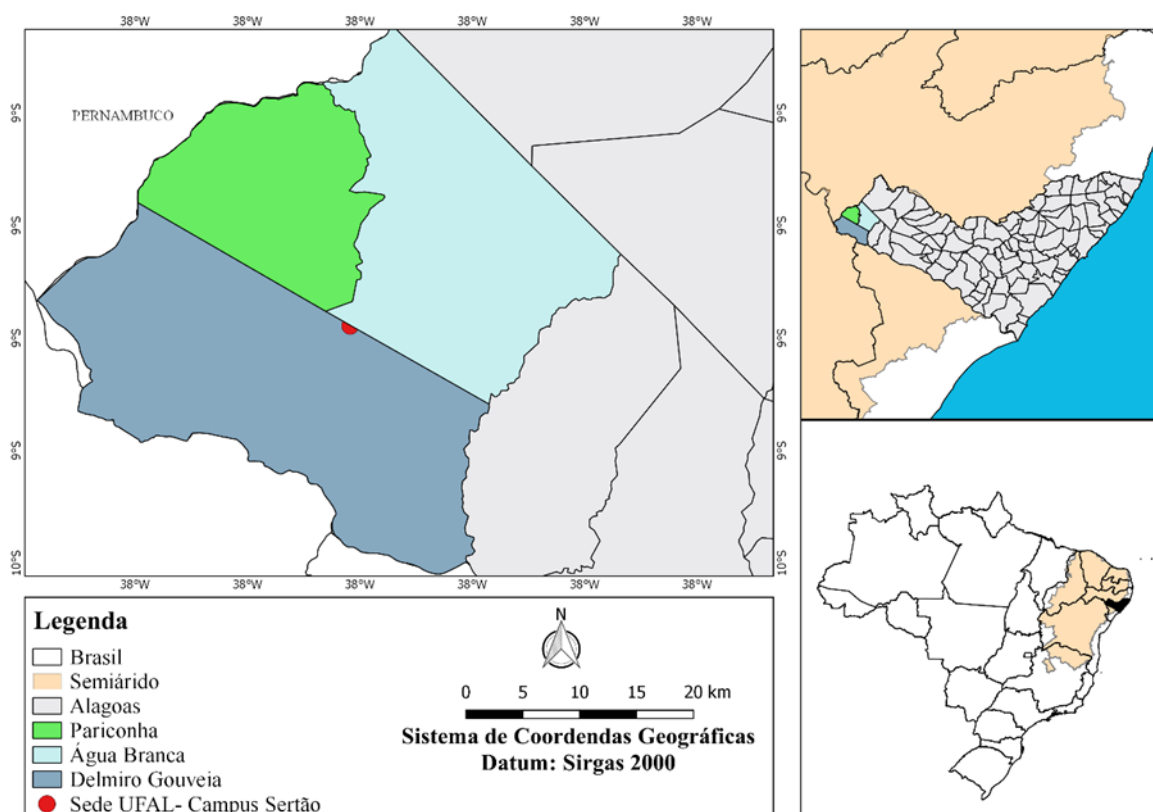 38°W 38°W 38°W 38°W 38°W 38°W
PERNAMBUCO
9°S 9°S
9°S 9°S
9°S 9°S
9°S 9°S
10°S 10°S
38°W 38°W 38°W 38°W 38°W 38°W
Legenda
Brasil
Semiárido
Alagoas
Pariconha
Água Branca
Delmiro Gouveia
Sede UFAL- Campus Sertão
N
0 5 10 15 20 km
Sistema de Coordendas Geográficas
Datum: Sirgas 2000